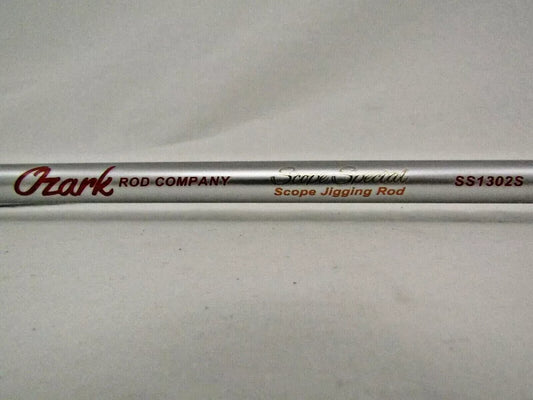 Ozark ROD COMPANY Scope Special SS1302S
Scope Jigging Rod